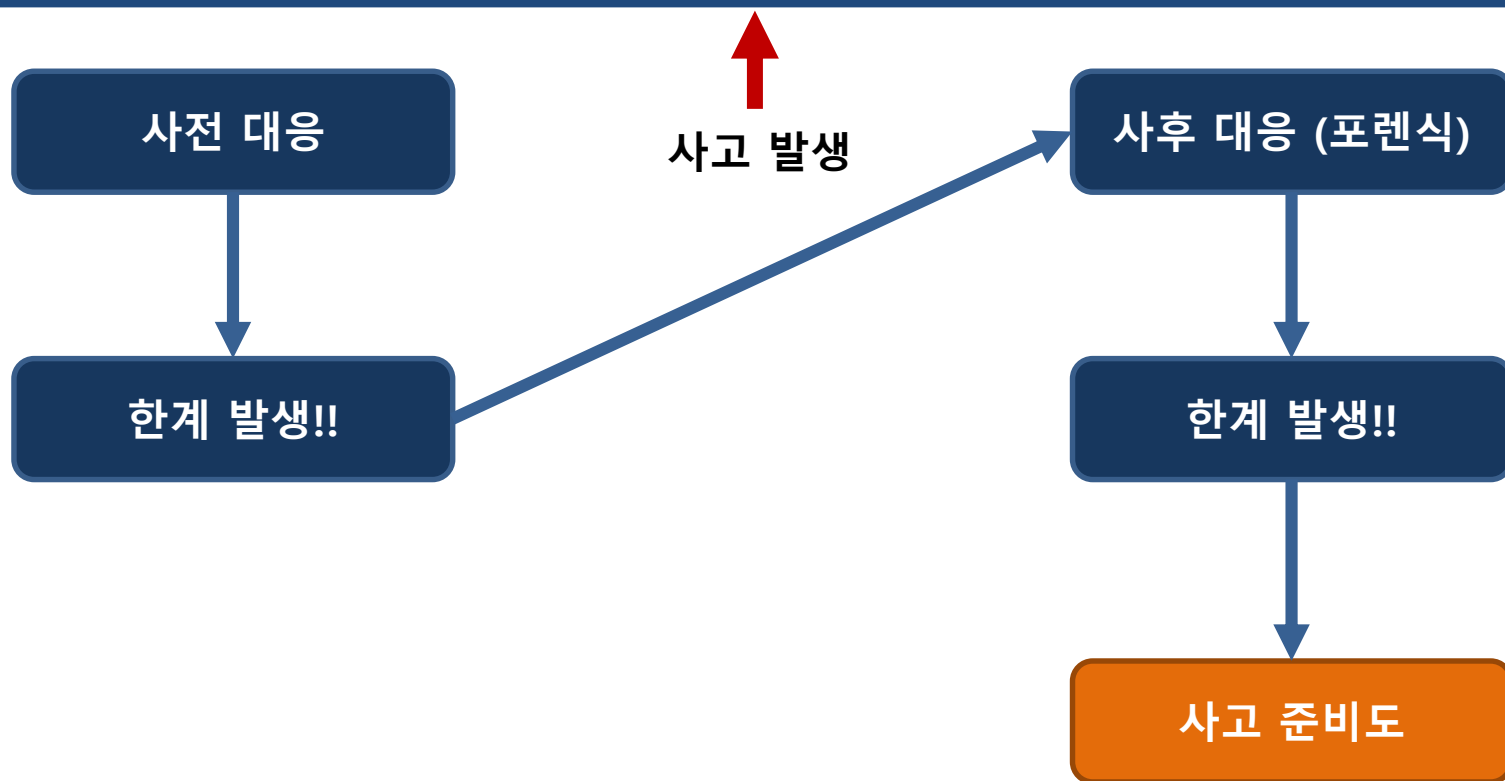 사전 대응
사고 발생
사후 대응 (포렌식)
한계 발생!!
한계 발생!!
사고 준비도